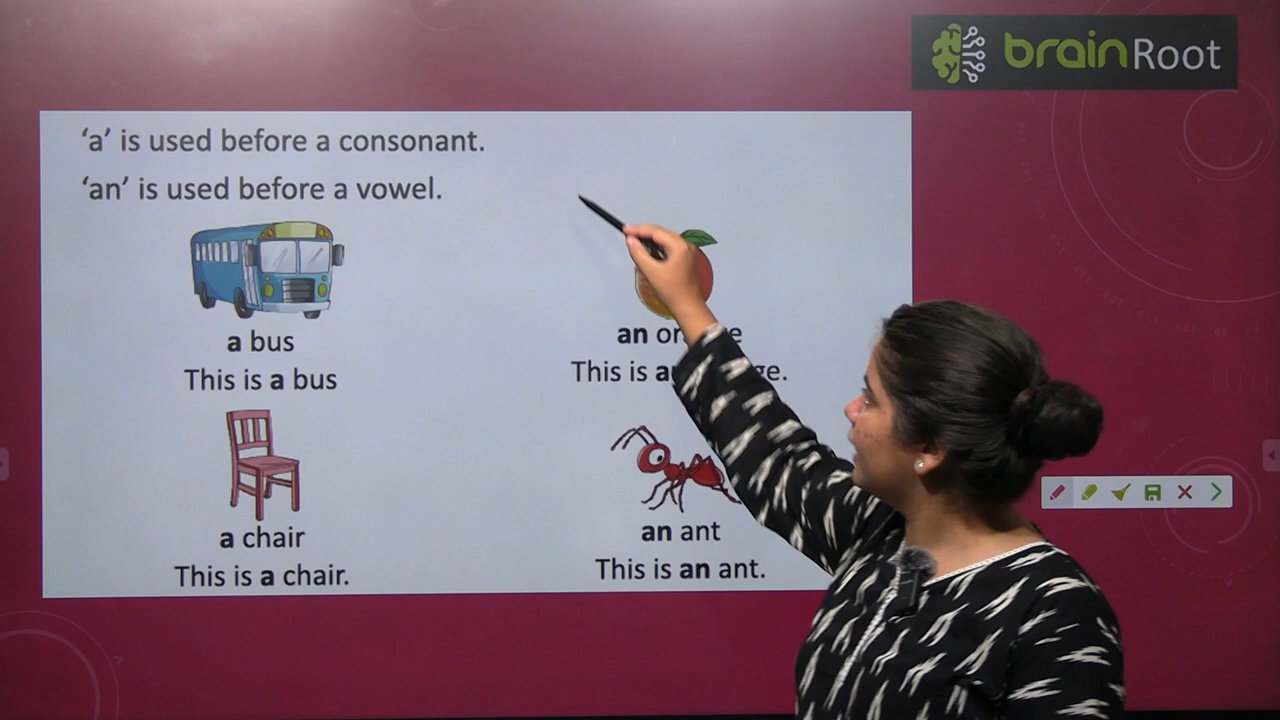 brainRoot
‘a’ is used before a consonant.
‘an’ is used before a vowel.
a bus
This is a bus
an
This is
a chair
This is a chair.
an ant
This is an ant.